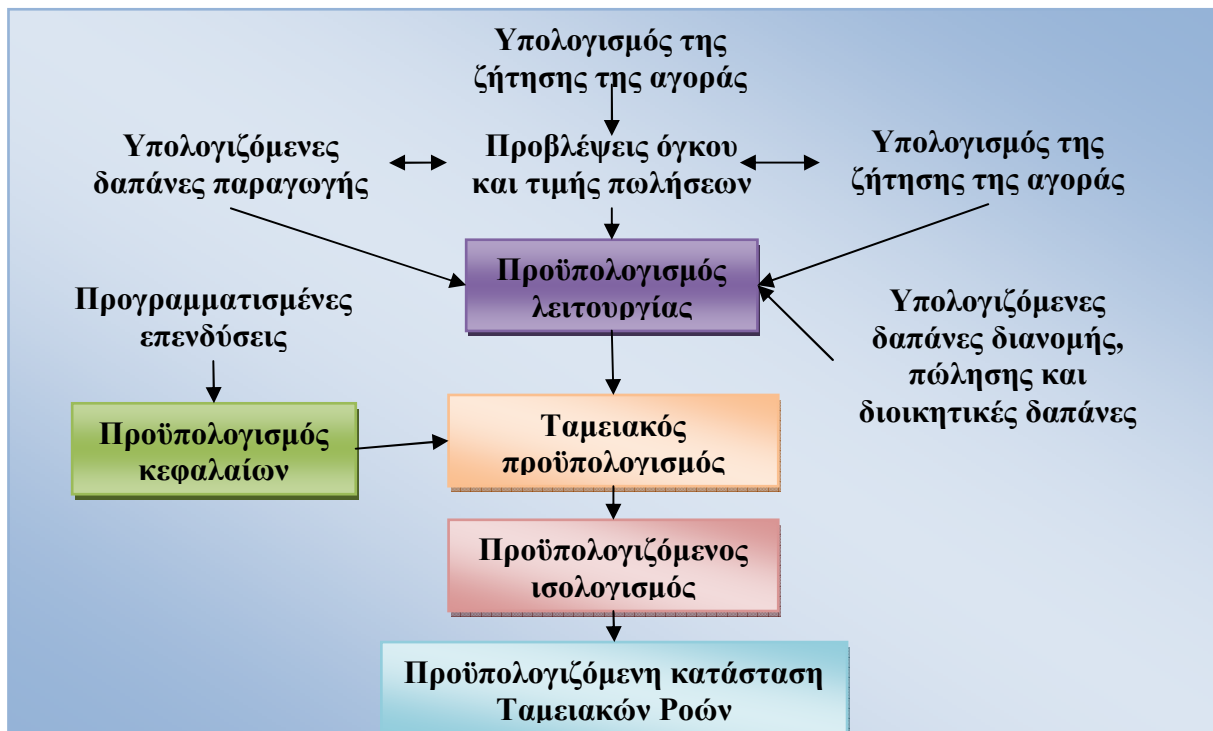 Υπολογισμός της
ζήτησης της αγοράς
Υπολογιζόμενες
δαπάνες παραγωγής
Προβλέψεις όγκου
και τιμής πωλήσεων
Υπολογισμός της
ζήτησης της αγοράς
Προϋπολογισμός
λειτουργίας
Προγραμματισμένες
επενδύσεις
Υπολογιζόμενες
δαπάνες διανομής,
πώλησης και
διοικητικές δαπάνες
Προϋπολογισμός
κεφαλαίων
Ταμειακός
προϋπολογισμός
Προϋπολογιζόμενος
ισολογισμός
Προϋπολογιζόμενη κατάσταση
Ταμειακών Ροών